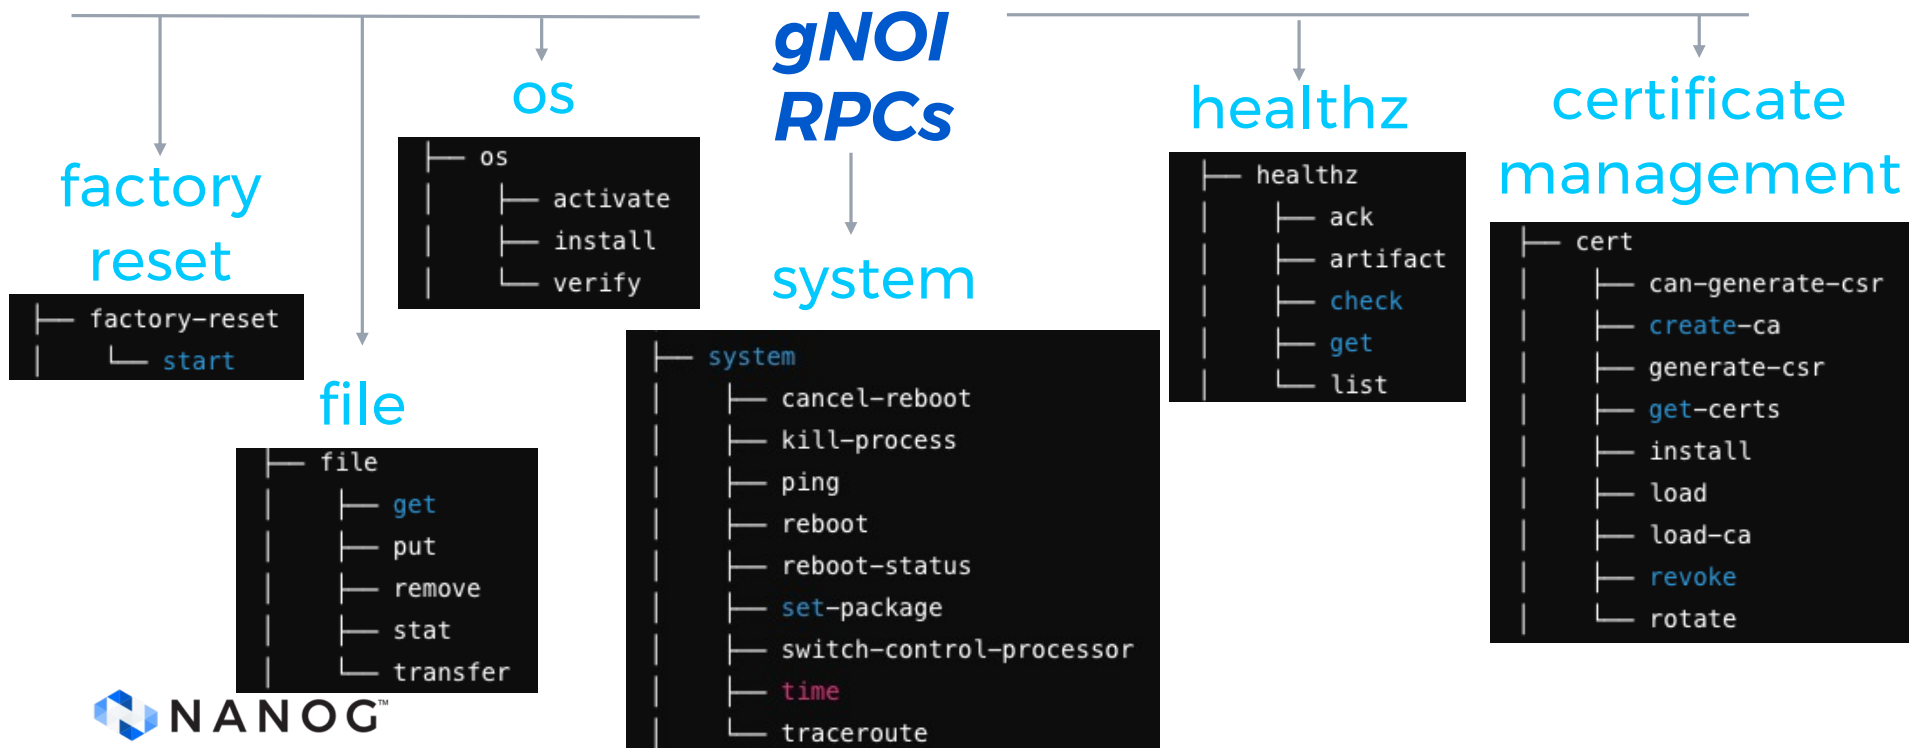 gNOI
RPCs
factory
reset
factory-reset
start
file
file
get
put
remove
stat
transfer
os
os
activate
install
verify
system
system
cancel-reboot
kill-process
ping
reboot
reboot-status
set-package
switch-control-processor
time
traceroute
healthz
healthz
ack
artifact
check
get
list
certificate
management
cert
can-generate-csr
create-ca
generate-csr
get-certs
install
load
load-ca
revoke
rotate
NANOG™